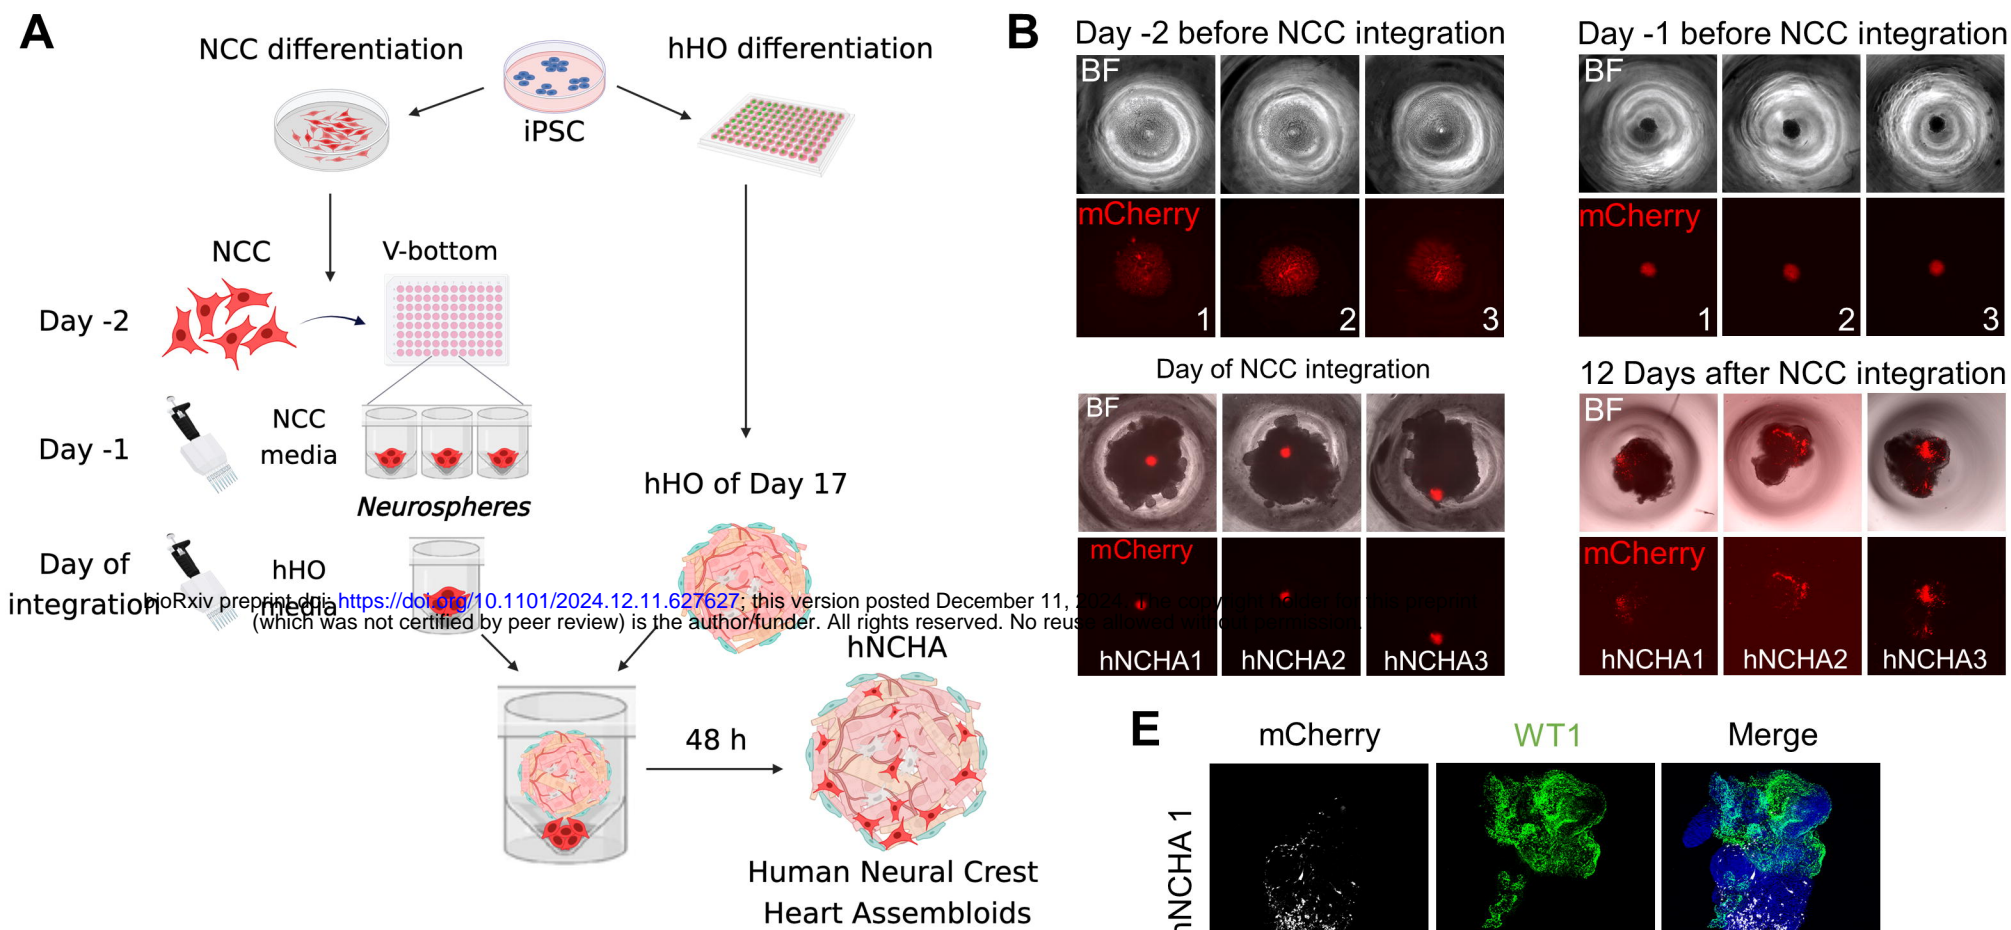 A
NCC differentiation
iPSC
hHO differentiation
NCC
V-bottom
Day -2
Day -1
NCC
media
Neurospheres
hHO of Day 17
Day of
integration
hHO
media
bioRxiv preprint doi: https://doi.org/10.1101/2024.12.11.627627; this version posted December 11, 2024. The copyright holder for this preprint
(which was not certified by peer review) is the author/funder. All rights reserved. No reuse allowed without permission.
hNCHA
48 h
Human Neural Crest
Heart Assembloids
B
Day -2 before NCC integration
BF
mCherry
1
2
3
Day -1 before NCC integration
BF
mCherry
1
2
3
Day of NCC integration
BF
mCherry
hNCHA1
hNCHA2
hNCHA3
12 Days after NCC integration
BF
mCherry
hNCHA1
hNCHA2
hNCHA3
E
mCherry
WT1
Merge
hNCHA 1